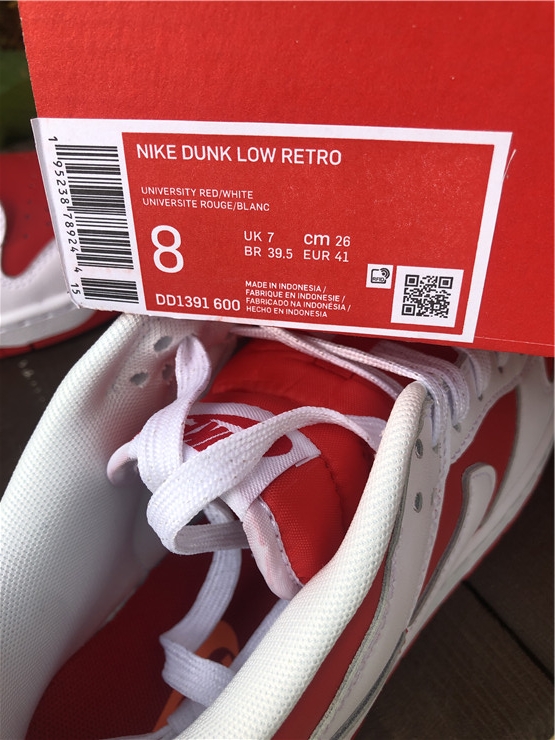 NIKE DUNK LOW RETRO
UNIVERSITY RED/WHITE
UNIVERSITE ROUGE/BLANC
8
UK 7 cm 26
BR 39.5 EUR 41
MADE IN INDONESIA /
FABRIQUE EN INDONESIE /
FABRICADO NA INDONÉSIA /
HECHO EN INDONESIA
DD1391 600
1 95238 78924 4 15
RFID